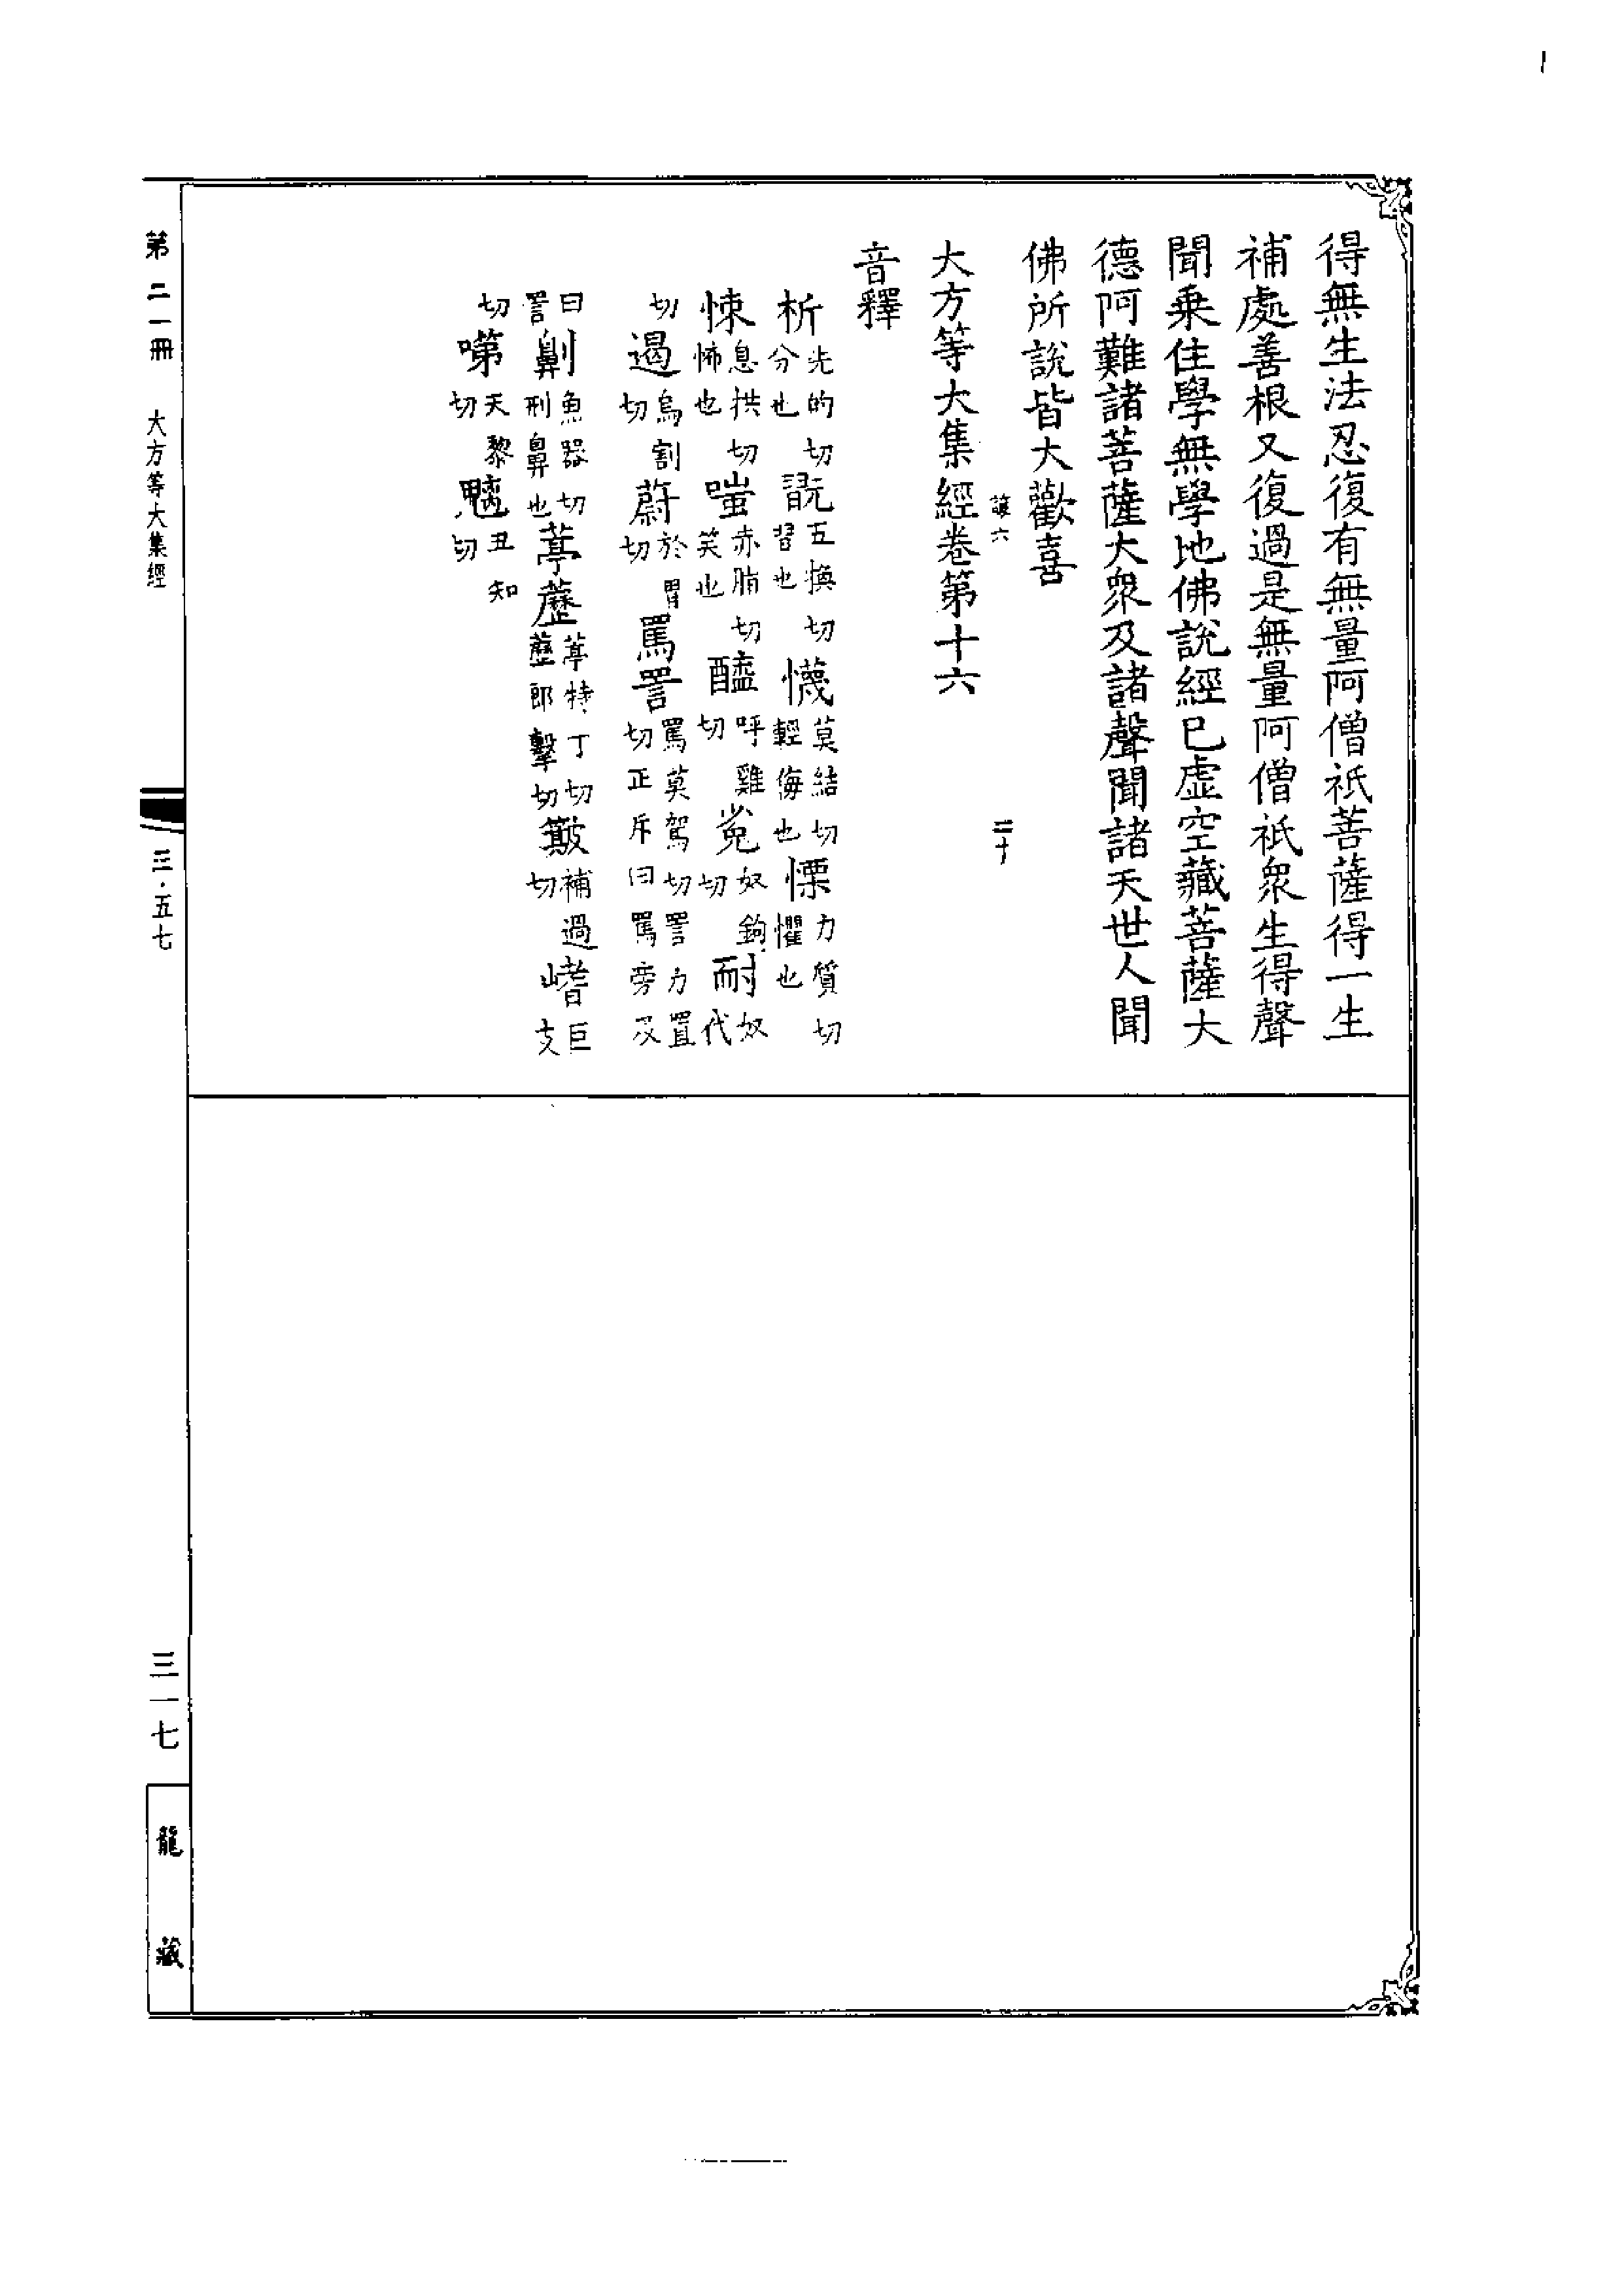 得無生法忍復有無量阿僧祇菩薩得一生
補處善根又復過是無量阿僧祇衆生得聲
聞乗住學無學地佛說經已虛空藏菩薩大
德阿難諸菩薩大衆及諸聲聞諸天世人聞
佛所說皆大歡喜
六 二十
大方等大集經卷第十六
音釋
析先的切分也翫五換切習也懱莫結切輕侮也慄力質切懼也
悚息拱切怖也嗤赤脂切笑也醯呼雞切㝹奴鉤切耐奴代
切遏烏割切蔚於胃切罵詈罵莫駕切詈力置切正斥曰罵旁及
曰詈劓魚器切刑鼻也葶藶葶特丁切藶郎擊切簸補過切嗜巨支
切㗣天黎切魑丑知切
第二一冊 大方等大集經 三·五七 三一七 龍藏